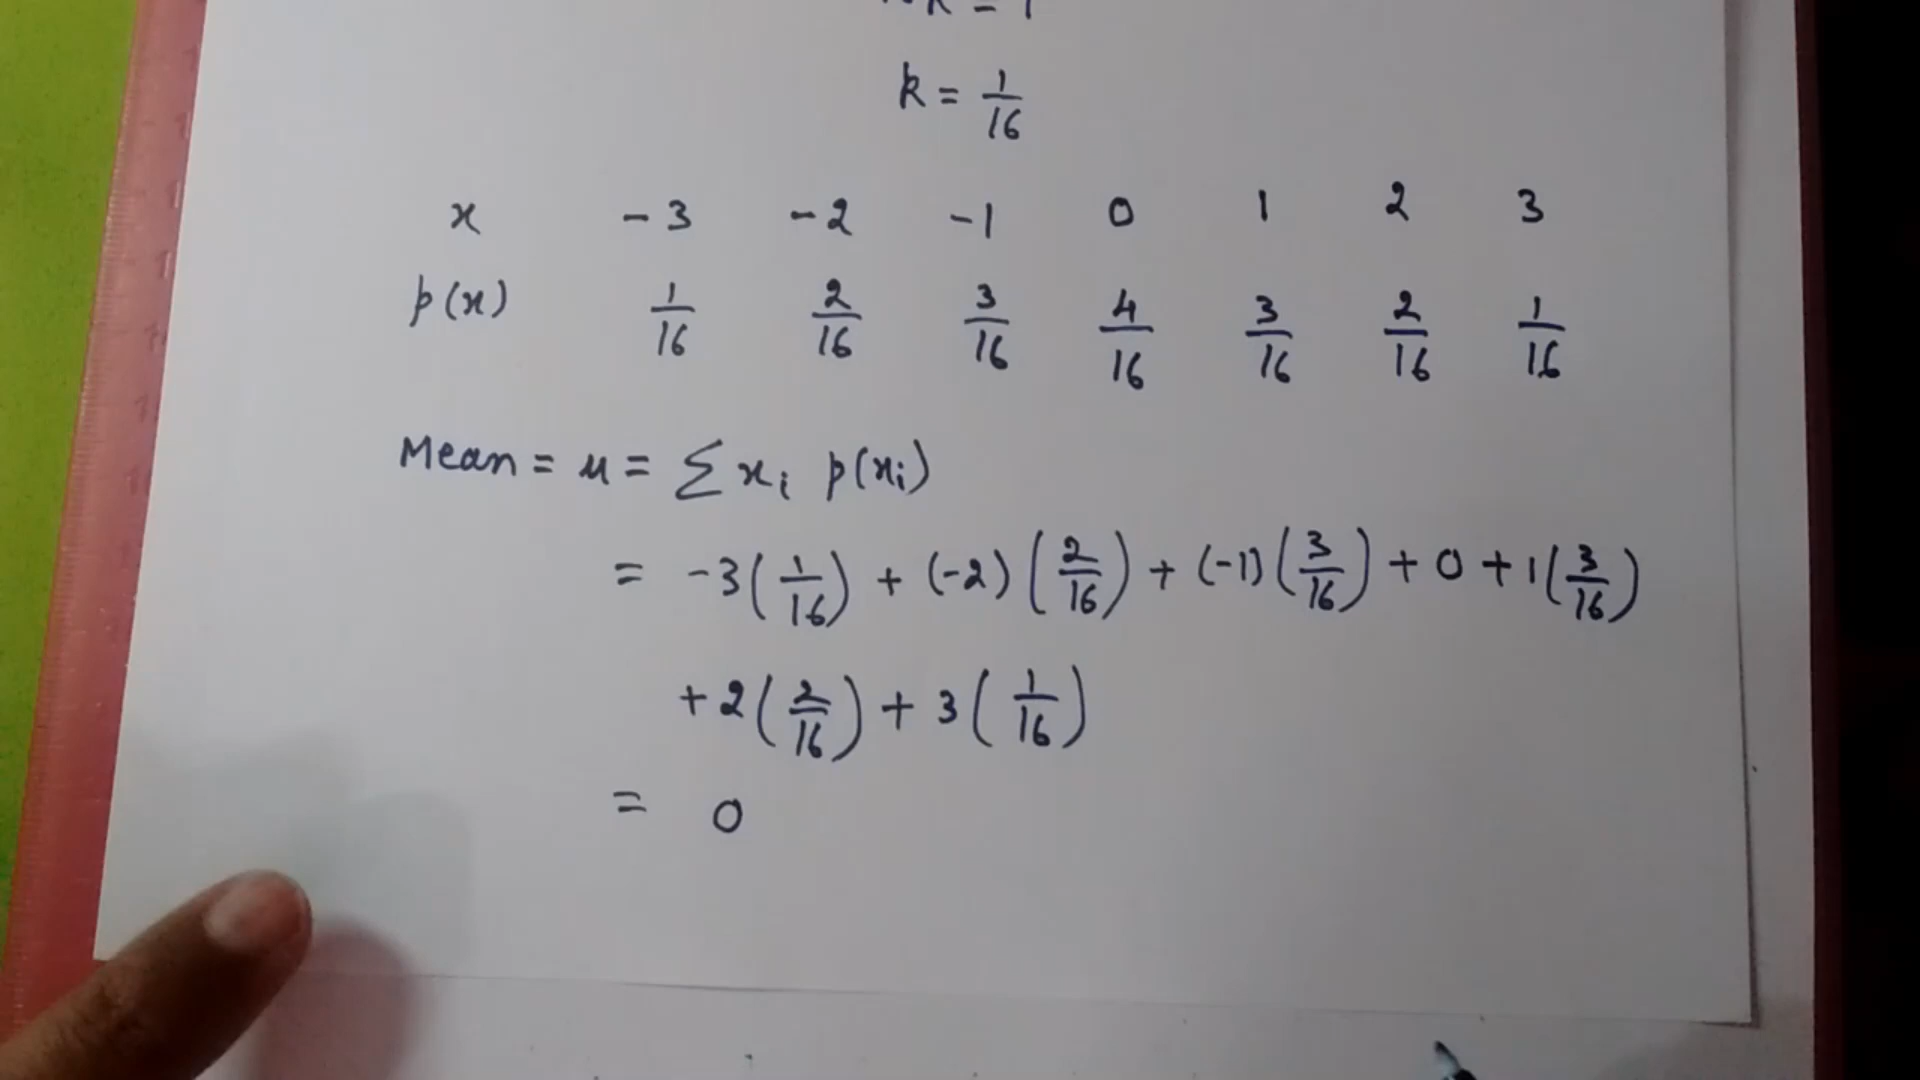 k = 1/16
x -3 -2 -1 0 1 2 3
p(x) 1/16 2/16 3/16 4/16 3/16 2/16 1/16
Mean = μ = Σ xᵢ p(xᵢ)
= -3(1/16) + (-2)(2/16) + (-1)(3/16) + 0 + 1(3/16)
+ 2(2/16) + 3(1/16)
= 0